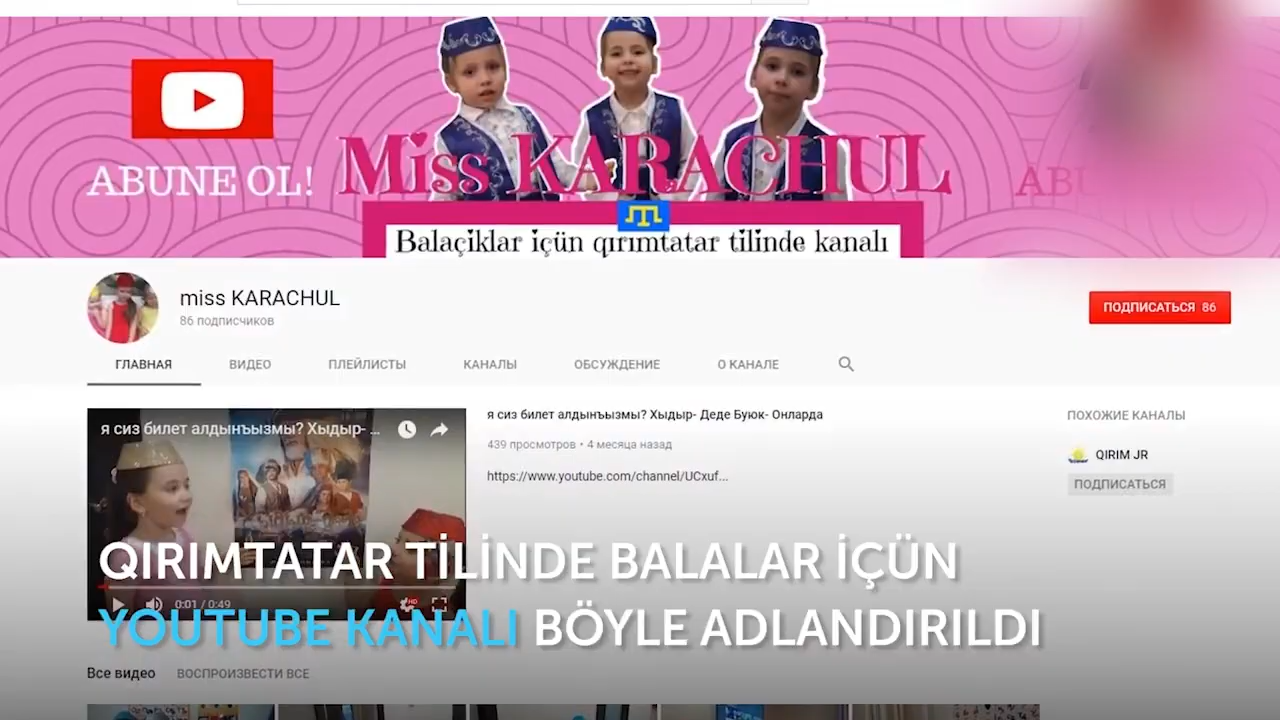 ABUNE OL!
Miss KARACHUL
Balaçiklar içün qırımtatar tilinde kanalı
miss KARACHUL
86 подписчиков
ПОДПИСАТЬСЯ 86
ГЛАВНАЯ ВИДЕО ПЛЕЙЛИСТЫ КАНАЛЫ ОБСУЖДЕНИЕ О КАНАЛЕ
я сиз билет алдынъызмы? Хыдыр- ...
0:01 / 0:49
HD
я сиз билет алдынъызмы? Хыдыр- Деде Буюк- Онларда
439 просмотров • 4 месяца назад
https://www.youtube.com/channel/UCxuf...
ПОХОЖИЕ КАНАЛЫ
QIRIM JR
ПОДПИСАТЬСЯ
QIRIMTATAR TİLİNDE BALALAR İÇÜN
YOUTUBE KANALI BÖYLE ADLANDIRILDI
Все видео ВОСПРОИЗВЕСТИ ВСЕ